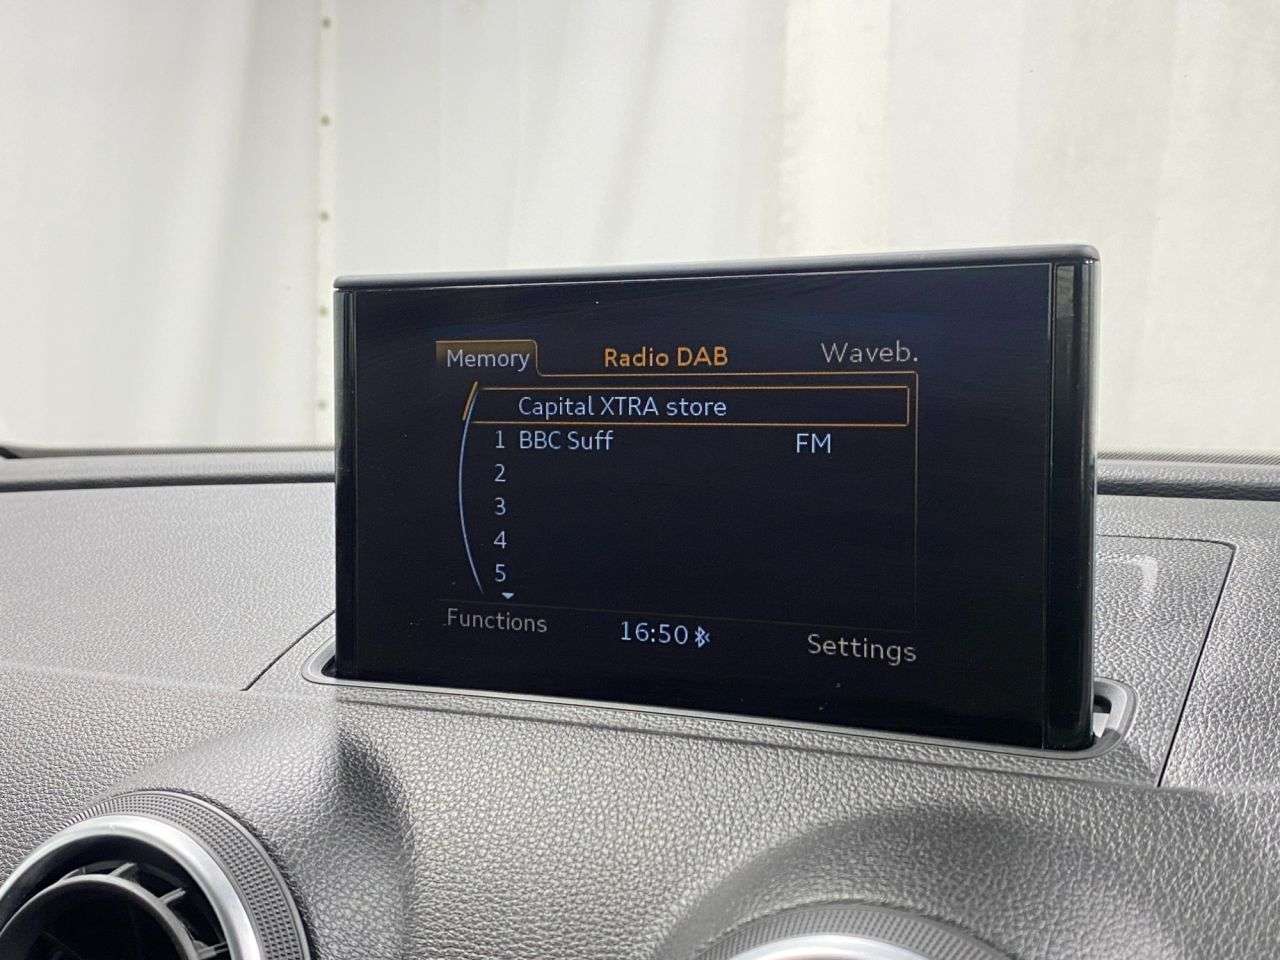 Memory Radio DAB Waveb.
Capital XTRA store
1 BBC Suff FM
2
3
4
5
Functions 16:50 Settings